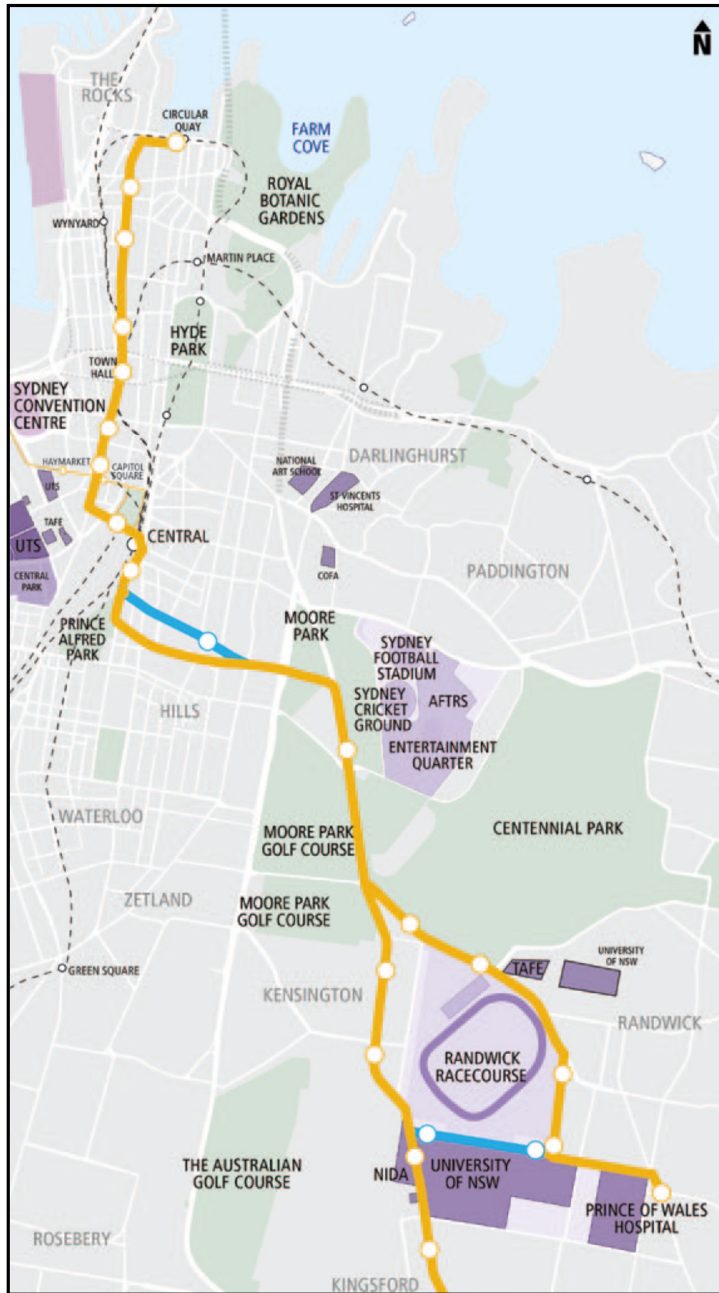 N
THE
ROCKS
CIRCULAR
QUAY
FARM
COVE
ROYAL
BOTANIC
GARDENS
WYNYARD
MARTIN PLACE
HYDE
PARK
TOWN
HALL
SYDNEY
CONVENTION
CENTRE
HAYMARKET
CAPITOL
SQUARE
UTS
NATIONAL
ART SCHOOL
DARLINGHURST
ST VINCENTS
HOSPITAL
TAFE
UTS
CENTRAL
CENTRAL
PARK
COFA
PADDINGTON
PRINCE
ALFRED
PARK
MOORE
PARK
SYDNEY
FOOTBALL
STADIUM
SYDNEY
CRICKET
GROUND
AFTRS
HILLS
ENTERTAINMENT
QUARTER
WATERLOO
MOORE PARK
GOLF COURSE
CENTENNIAL PARK
ZETLAND
MOORE PARK
GOLF COURSE
GREEN SQUARE
TAFE
UNIVERSITY
OF NSW
KENSINGTON
RANDWICK
RANDWICK
RACECOURSE
THE AUSTRALIAN
GOLF COURSE
NIDA
UNIVERSITY
OF NSW
PRINCE OF WALES
HOSPITAL
ROSEBERY
KINGSFORD